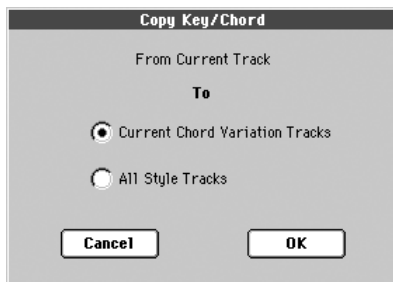 Copy Key/Chord
From Current Track
To
Current Chord Variation Tracks
All Style Tracks
Cancel OK